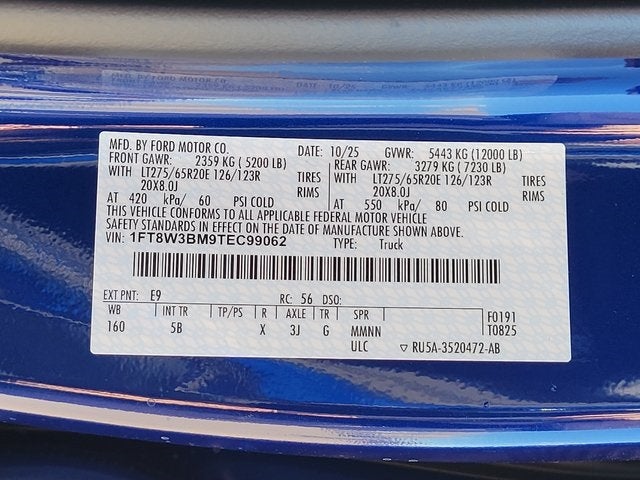 MFD. BY FORD MOTOR CO. DATE: 10/25 GVWR: 5443 KG (12000 LB)
FRONT GAWR: 2359 KG ( 5200 LB) REAR GAWR: 3279 KG ( 7230 LB)
WITH LT275/65R20E 126/123R TIRES WITH LT275/65R20E 126/123R TIRES
20X8.0J RIMS 20X8.0J RIMS
AT 420 kPa/ 60 PSI COLD AT 550 kPa/ 80 PSI COLD
THIS VEHICLE CONFORMS TO ALL APPLICABLE FEDERAL MOTOR VEHICLE
SAFETY STANDARDS IN EFFECT ON THE DATE OF MANUFACTURE SHOWN ABOVE.
VIN: 1FT8W3BM9TEC99062 TYPE: Truck
EXT PNT: E9 RC: 56 DSO:
WB INT TR TP/PS R AXLE TR SPR F0191
160 5B X 3J G MMNN T0825
ULC ▽ RU5A-3520472-AB